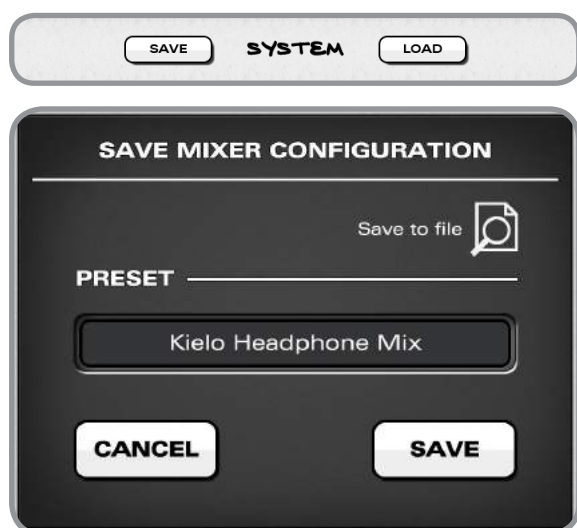 SAVE SYSTEM LOAD
SAVE MIXER CONFIGURATION
Save to file
PRESET
Kielo Headphone Mix
CANCEL SAVE